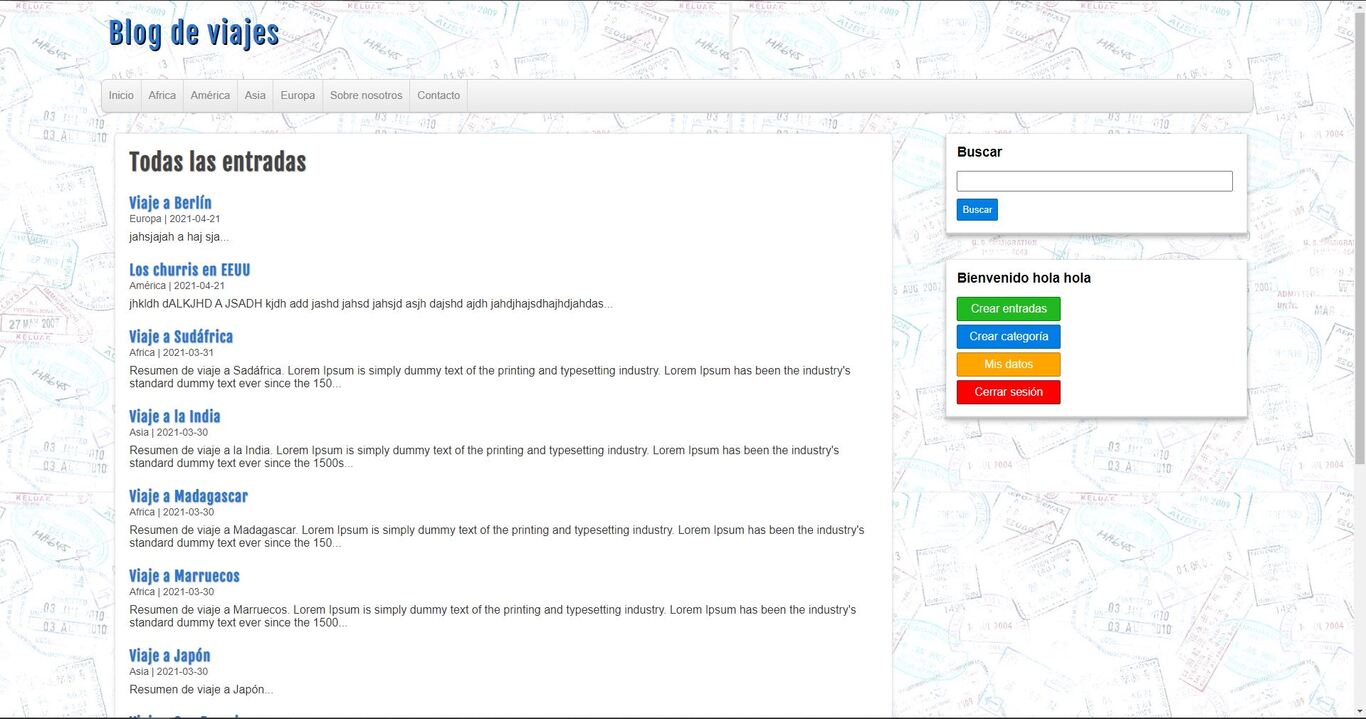 Blog de viajes
Inicio Africa América Asia Europa Sobre nosotros Contacto
Todas las entradas
Viaje a Berlín
Europa | 2021-04-21
jahsjajah a haj sja...
Los churris en EEUU
América | 2021-04-21
jhkldh dALKJHD A JSADH kjdh add jashd jahsd jahsjd asjh dajshd ajdh jahdjhajsdhajhdjahdas...
Viaje a Sudáfrica
Africa | 2021-03-31
Resumen de viaje a Sadáfrica. Lorem Ipsum is simply dummy text of the printing and typesetting industry. Lorem Ipsum has been the industry's
standard dummy text ever since the 150...
Viaje a la India
Asia | 2021-03-30
Resumen de viaje a la India. Lorem Ipsum is simply dummy text of the printing and typesetting industry. Lorem Ipsum has been the industry's
standard dummy text ever since the 1500s...
Viaje a Madagascar
Africa | 2021-03-30
Resumen de viaje a Madagascar. Lorem Ipsum is simply dummy text of the printing and typesetting industry. Lorem Ipsum has been the industry's
standard dummy text ever since the 150...
Viaje a Marruecos
Africa | 2021-03-30
Resumen de viaje a Marruecos. Lorem Ipsum is simply dummy text of the printing and typesetting industry. Lorem Ipsum has been the industry's
standard dummy text ever since the 1500...
Viaje a Japón
Asia | 2021-03-30
Resumen de viaje a Japón...
Buscar
Buscar
Bienvenido hola hola
Crear entradas
Crear categoría
Mis datos
Cerrar sesión